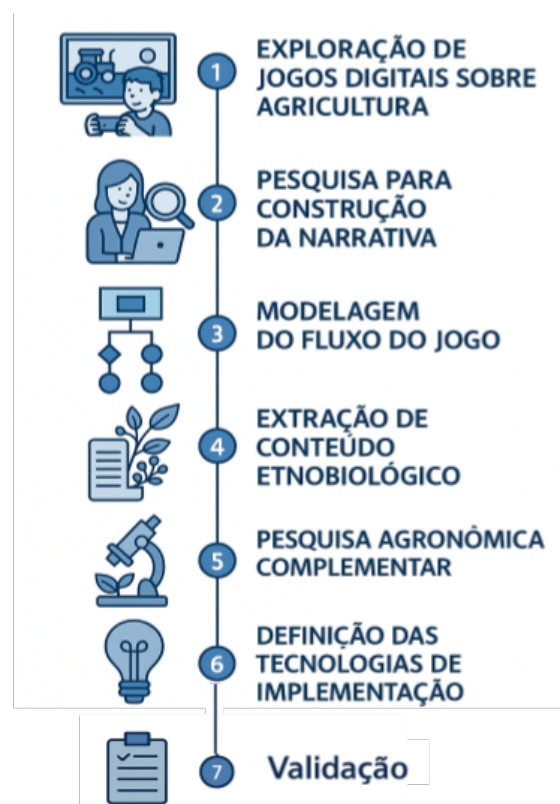 1
EXPLORAÇÃO DE
JOGOS DIGITAIS SOBRE
AGRICULTURA
2
PESQUISA PARA
CONSTRUÇÃO
DA NARRATIVA
3
MODELAGEM
DO FLUXO DO JOGO
4
EXTRAÇÃO DE
CONTEÚDO
ETNOBIOLÓGICO
5
PESQUISA AGRONÔMICA
COMPLEMENTAR
6
DEFINIÇÃO DAS
TECNOLOGIAS DE
IMPLEMENTAÇÃO
7
Validação